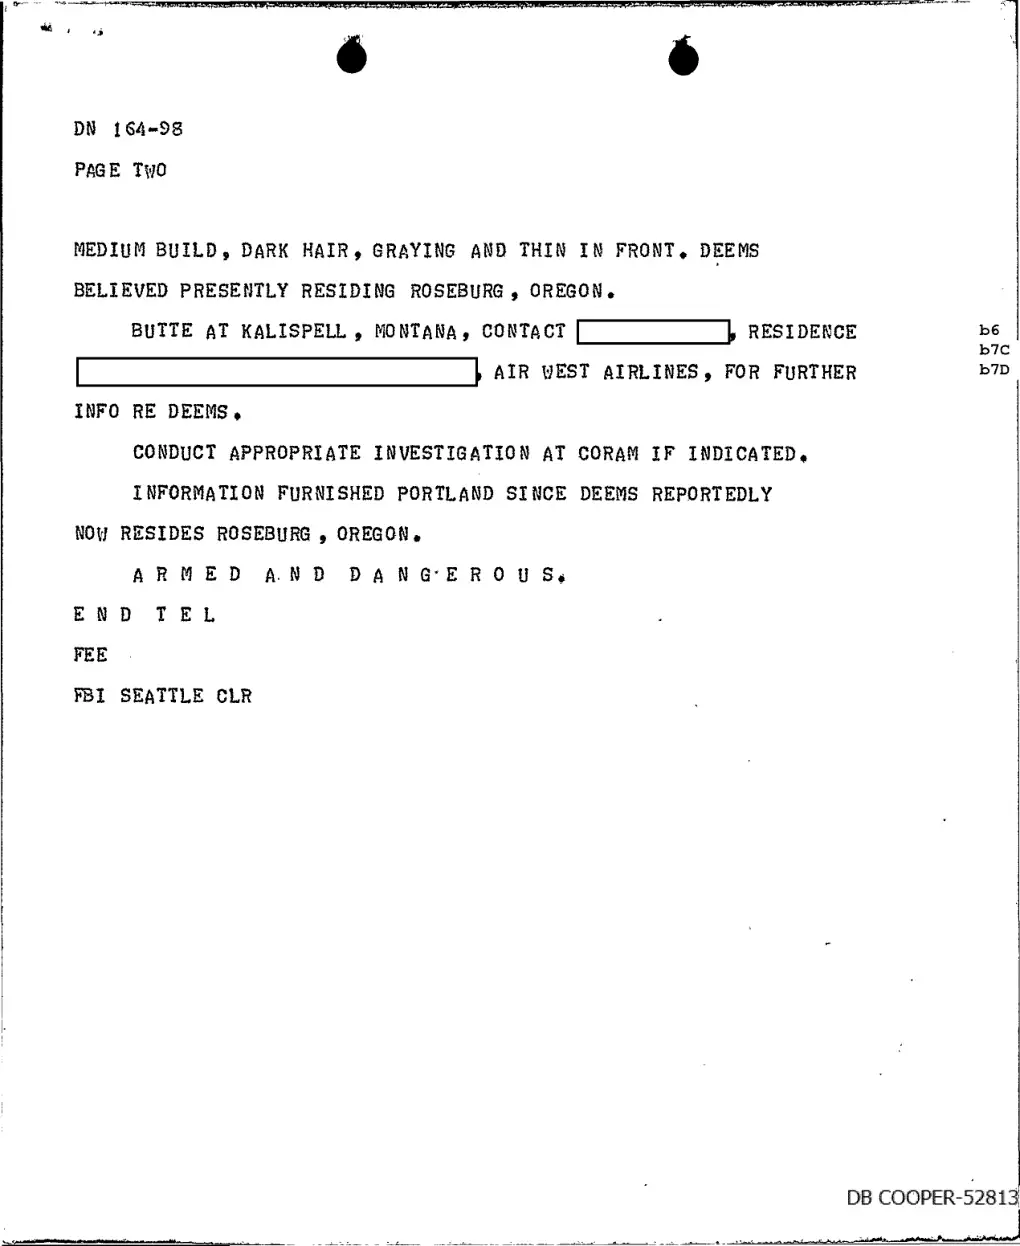 DN 164-98
PAGE TWO
MEDIUM BUILD, DARK HAIR, GRAYING AND THIN IN FRONT. DEEMS
BELIEVED PRESENTLY RESIDING ROSEBURG, OREGON.
BUTTE AT KALISPELL, MONTANA, CONTACT , RESIDENCE b6
b7C
, AIR WEST AIRLINES, FOR FURTHER b7D
INFO RE DEEMS.
CONDUCT APPROPRIATE INVESTIGATION AT CORAM IF INDICATED.
INFORMATION FURNISHED PORTLAND SINCE DEEMS REPORTEDLY
NOW RESIDES ROSEBURG, OREGON.
A R M E D A N D D A N G E R O U S.
E N D T E L
FEE
FBI SEATTLE CLR
DB COOPER-52813